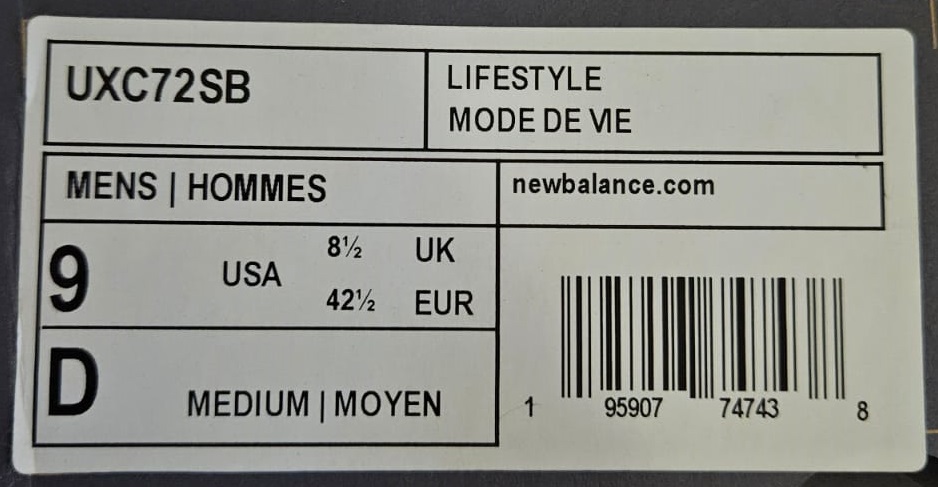 UXC72SB
LIFESTYLE
MODE DE VIE
MENS | HOMMES
newbalance.com
9
USA
8½ UK
42½ EUR
D
MEDIUM | MOYEN
1 95907 74743 8